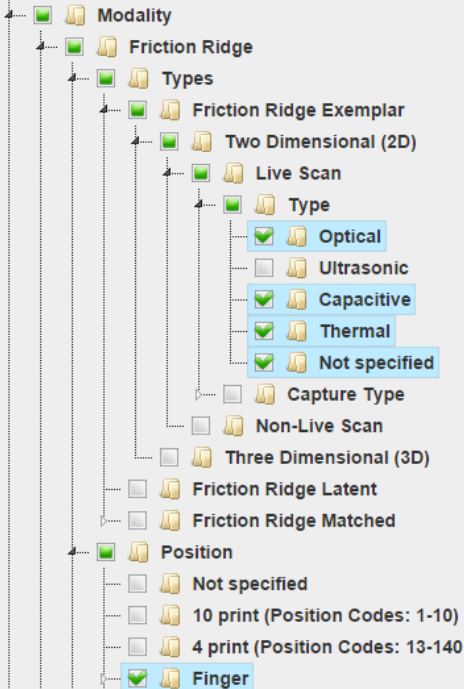 Modality
Friction Ridge
Types
Friction Ridge Exemplar
Two Dimensional (2D)
Live Scan
Type
Optical
Ultrasonic
Capacitive
Thermal
Not specified
Capture Type
Non-Live Scan
Three Dimensional (3D)
Friction Ridge Latent
Friction Ridge Matched
Position
Not specified
10 print (Position Codes: 1-10)
4 print (Position Codes: 13-140
Finger